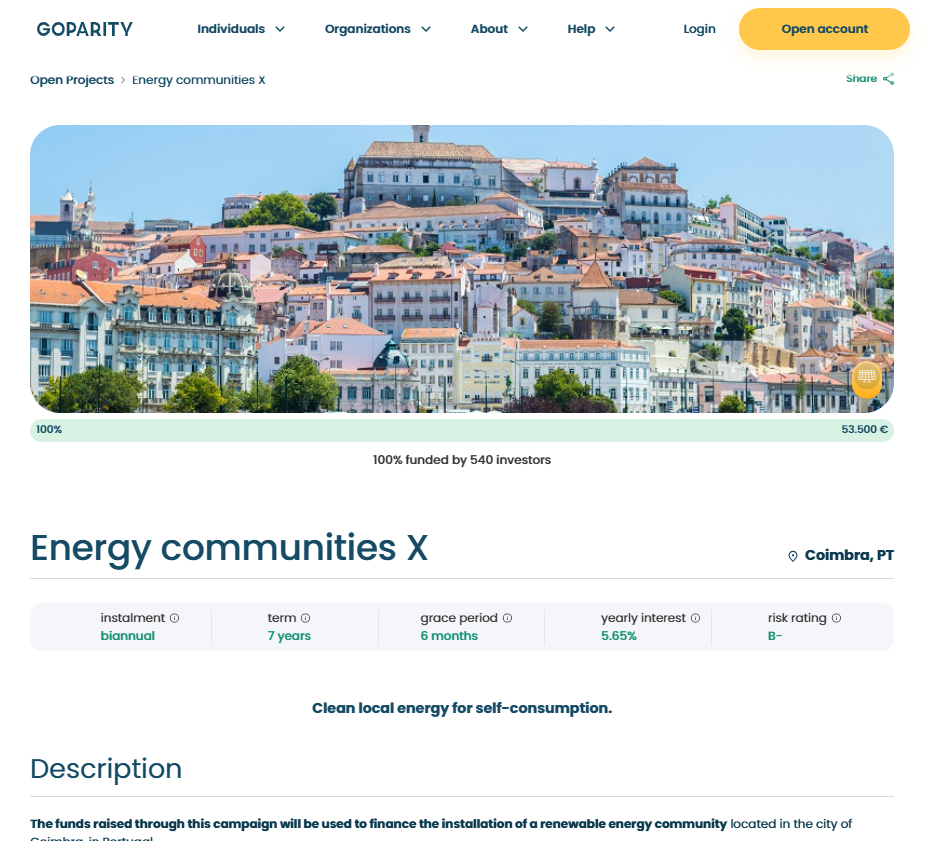 GOPARITY
Individuals
Organizations
About
Help
Login
Open account
Open Projects > Energy communities X
Share
100%
53.500 €
100% funded by 540 investors
Energy communities X
Coimbra, PT
instalment
biannual
term
7 years
grace period
6 months
yearly interest
5.65%
risk rating
B-
Clean local energy for self-consumption.
Description
The funds raised through this campaign will be used to finance the installation of a renewable energy community located in the city of
Coimbra, in Portugal.